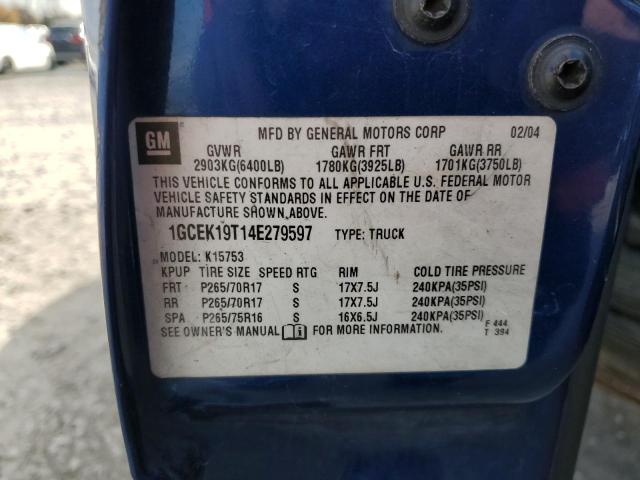 GM
MFD BY GENERAL MOTORS CORP 02/04
GVWR GAWR FRT GAWR RR
2903KG(6400LB) 1780KG(3925LB) 1701KG(3750LB)
THIS VEHICLE CONFORMS TO ALL APPLICABLE U.S. FEDERAL MOTOR
VEHICLE SAFETY STANDARDS IN EFFECT ON THE DATE OF
MANUFACTURE SHOWN,ABOVE.
1GCEK19T14E279597 TYPE: TRUCK
MODEL: K15753
KPUP TIRE SIZE SPEED RTG RIM COLD TIRE PRESSURE
FRT P265/70R17 S 17X7.5J 240KPA(35PSI)
RR P265/70R17 S 17X7.5J 240KPA(35PSI)
SPA P265/75R16 S 16X6.5J 240KPA(35PSI)
SEE OWNER'S MANUAL FOR MORE INFORMATION.
F 444
T 394